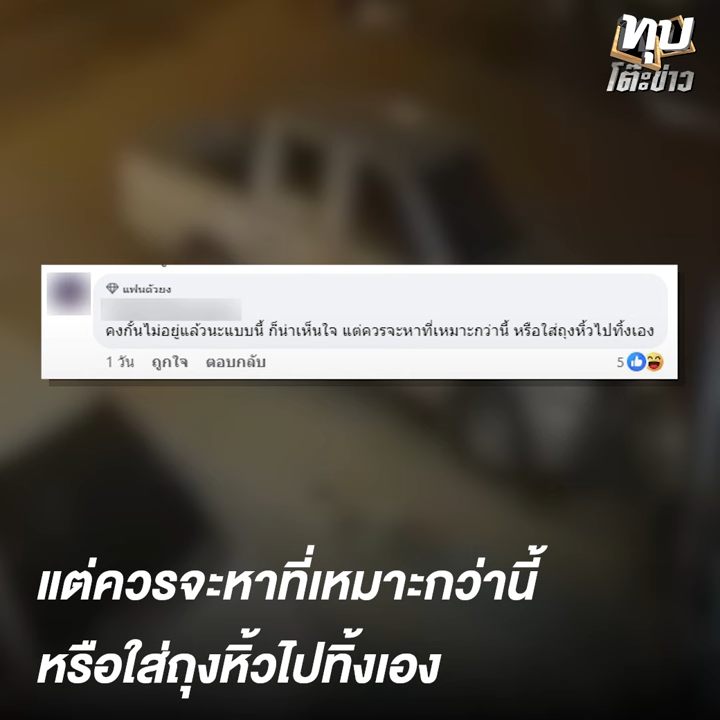 ทุบ
โต๊ะข่าว
แฟนตัวยง
คงกั้นไม่อยู่แล้วนะแบบนี้ ก็น่าเห็นใจ แต่ควรจะหาที่เหมาะกว่านี้ หรือใส่ถุงหิ้วไปทิ้งเอง
1 วัน ถูกใจ ตอบกลับ 5
แต่ควรจะหาที่เหมาะกว่านี้
หรือใส่ถุงหิ้วไปทิ้งเอง